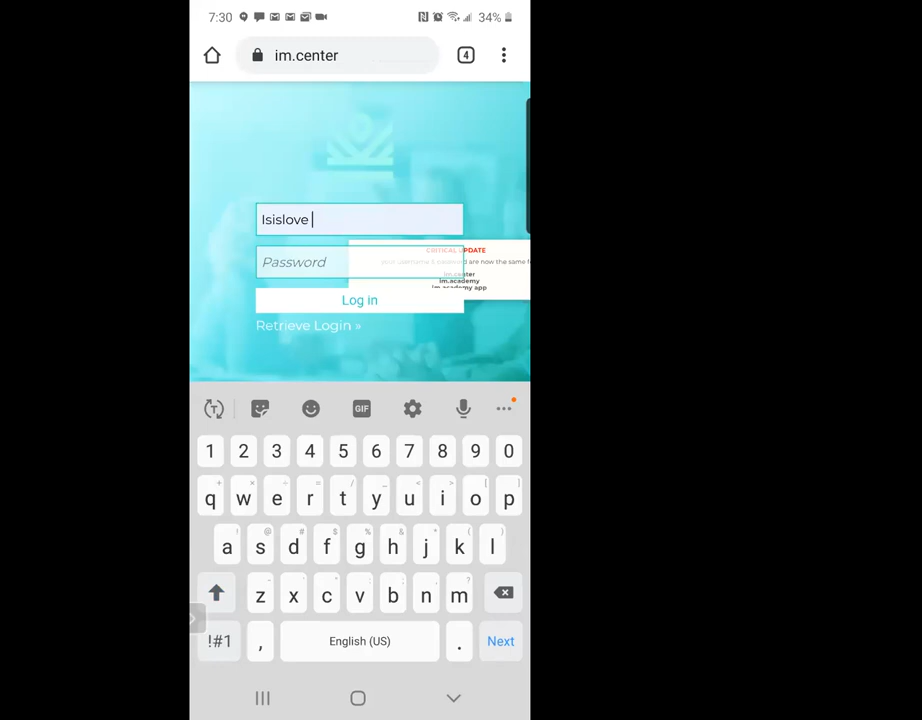 7:30 34%
im.center 4
Isislove
CRITICAL UPDATE
Password
your username & password are now the same f
im.center
im.academy
im.academy app
Log in
Retrieve Login »
GIF
1 2 3 4 5 6 7 8 9 0
q w e r t y u i o p
a s d f g h j k l
z x c v b n m
!#1 , English (US) . Next